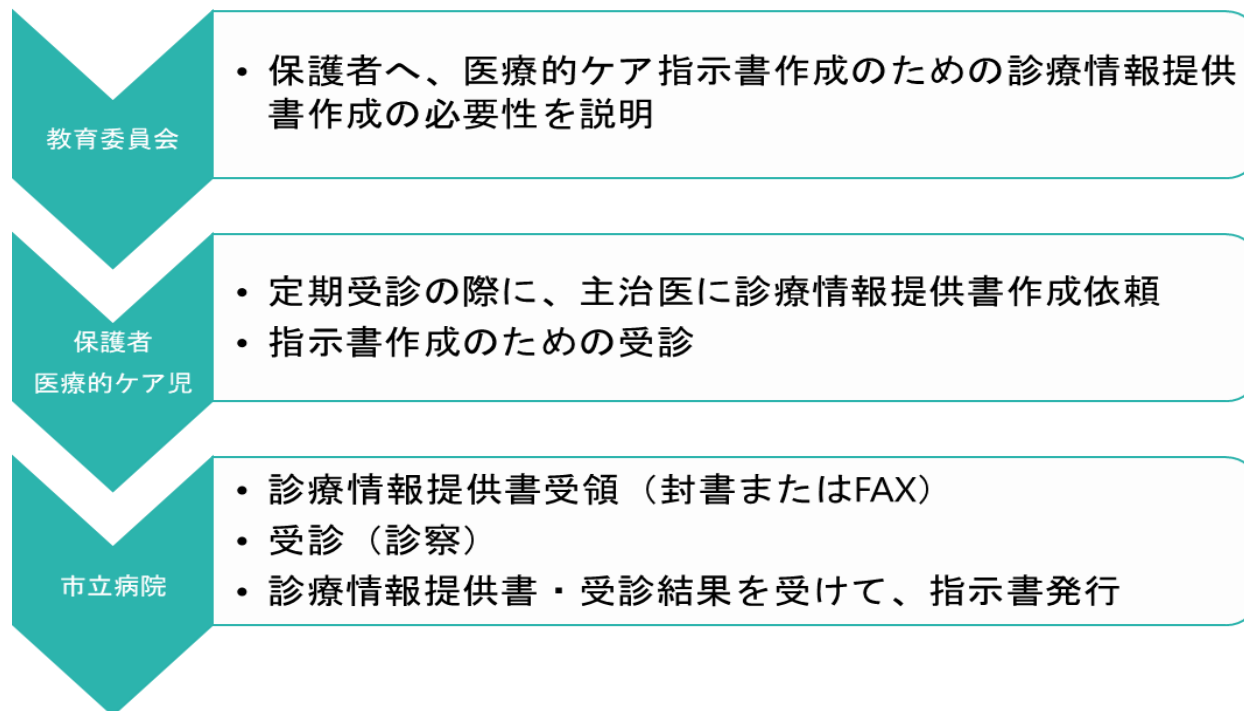 教育委員会
• 保護者へ、医療的ケア指示書作成のための診療情報提供
書作成の必要性を説明
保護者
医療的ケア児
• 定期受診の際に、主治医に診療情報提供書作成依頼
• 指示書作成のための受診
市立病院
• 診療情報提供書受領（封書またはFAX）
• 受診（診察）
• 診療情報提供書・受診結果を受けて、指示書発行